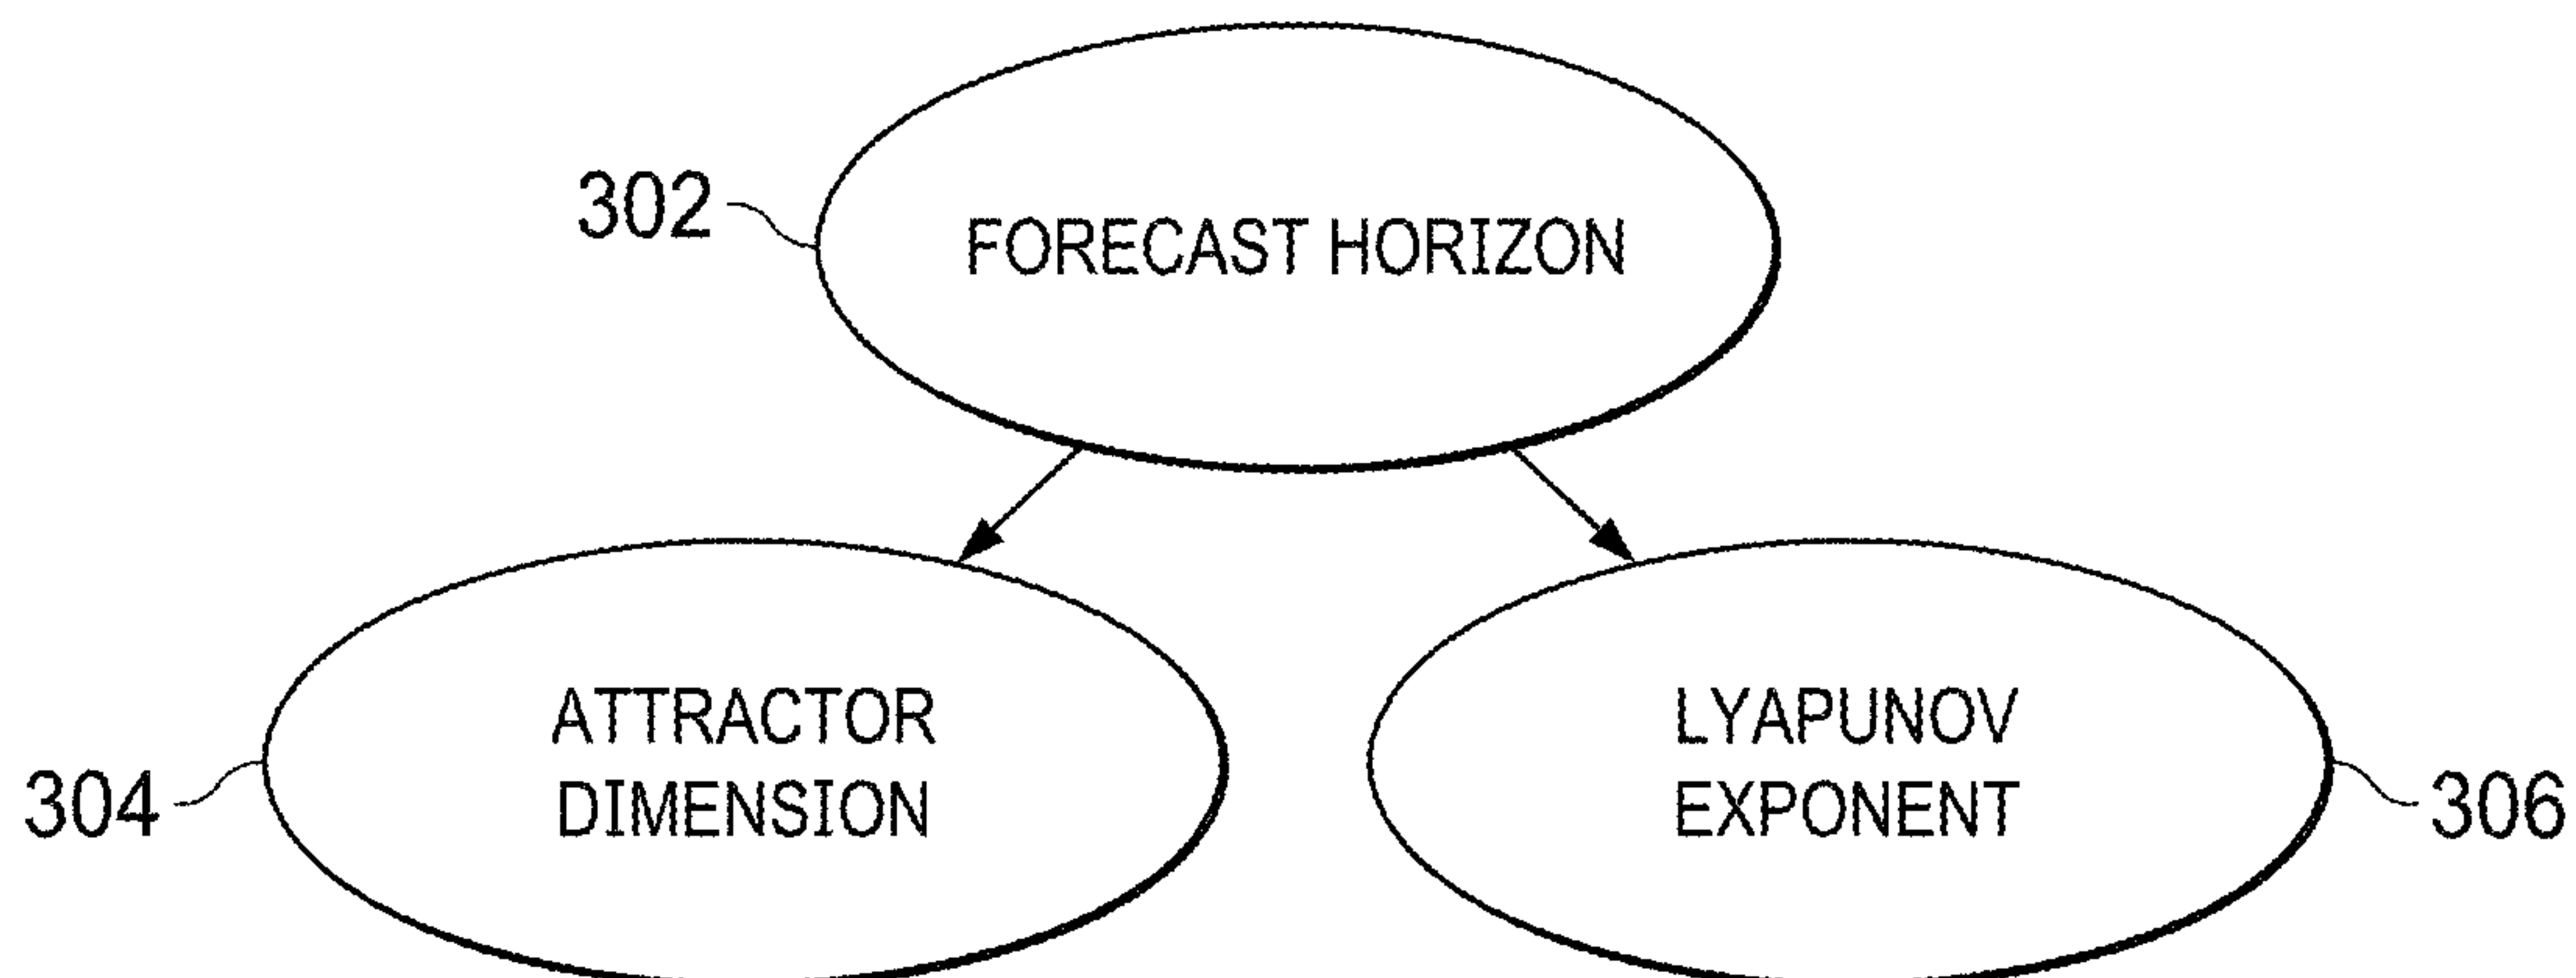 302
FORECAST HORIZON
304
ATTRACTOR
DIMENSION
LYAPUNOV
EXPONENT
306